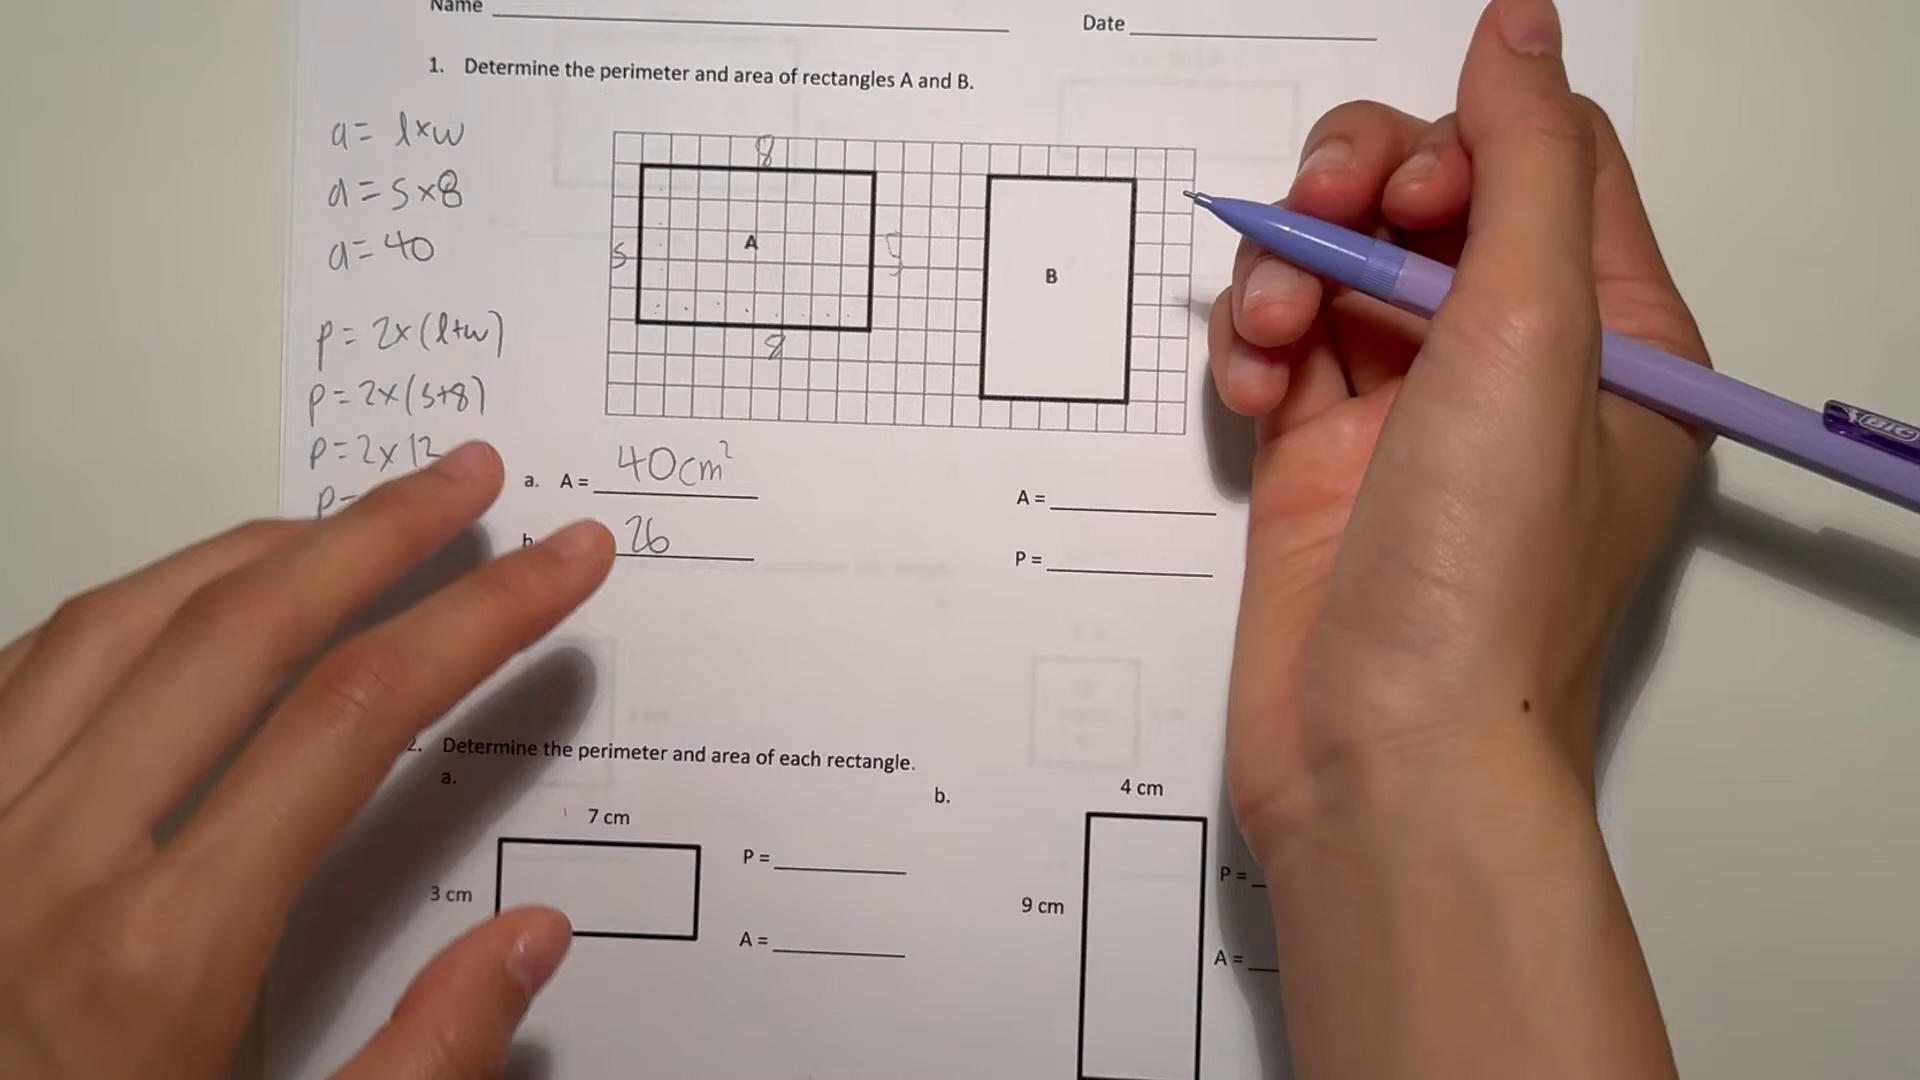 Name
Date
1. Determine the perimeter and area of rectangles A and B.
a= l×w
a=5×8
a=40
p= 2×(l+w)
p=2×(5+8)
p=2×12
p=
8
5
A
5
8
B
a. A= 40cm²
A=
b. 26
P=
2. Determine the perimeter and area of each rectangle.
a.
7 cm
3 cm
P=
A=
b.
4 cm
9 cm
P=
A=
BIC